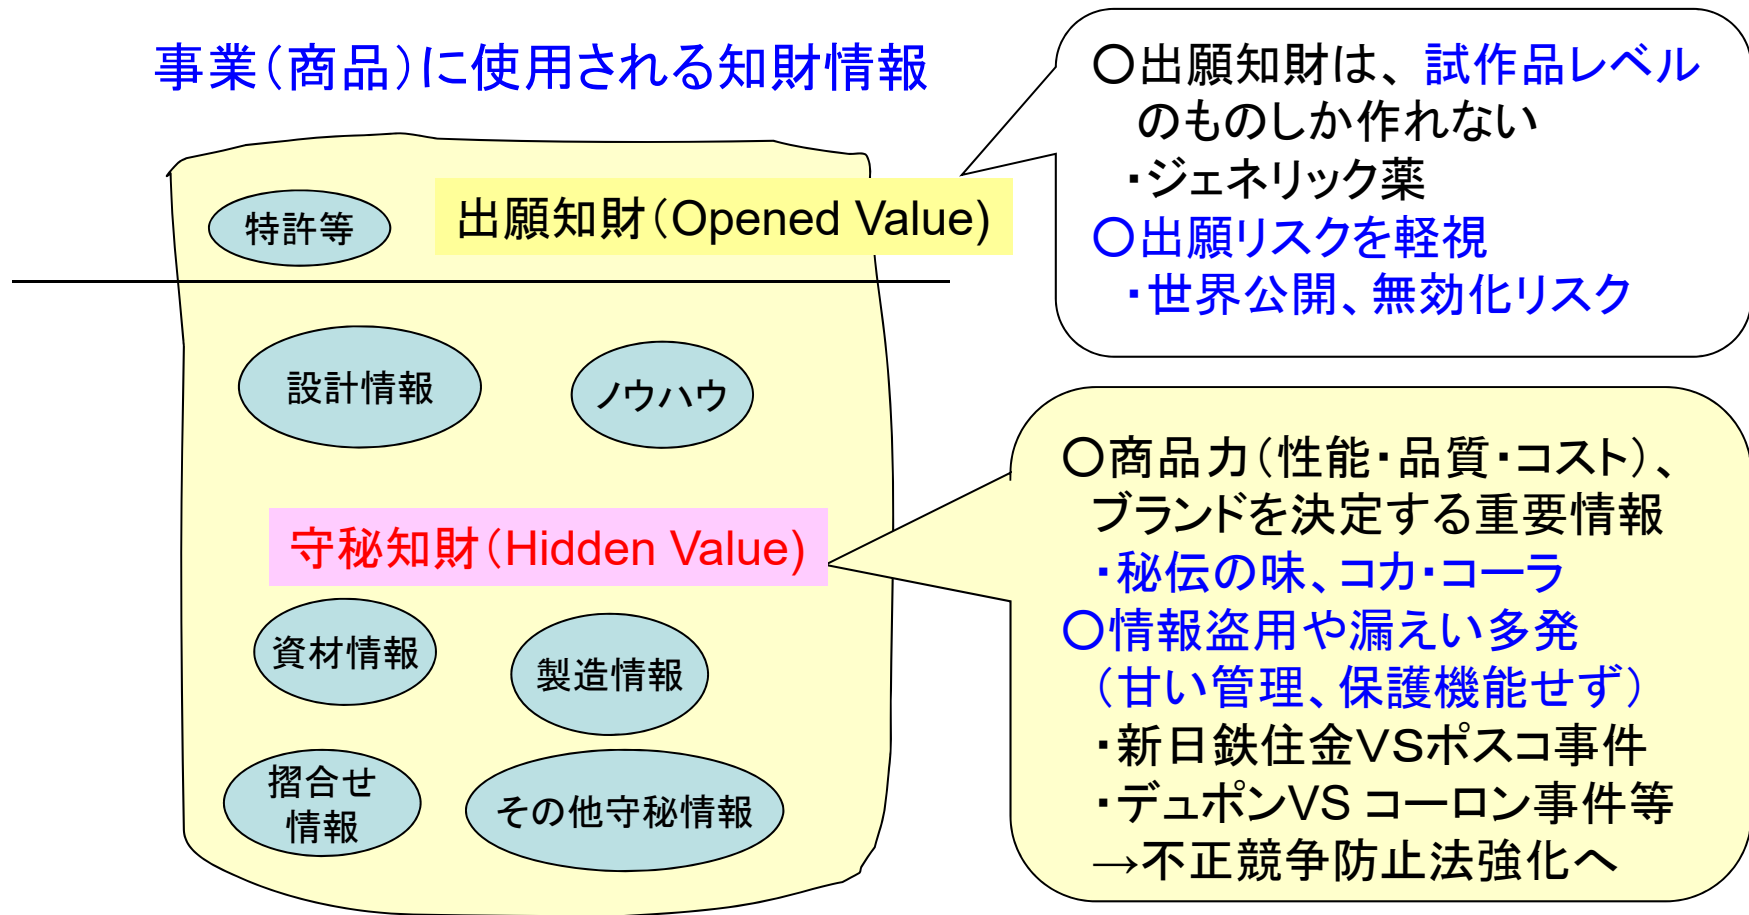 事業（商品）に使用される知財情報
特許等
出願知財（Opened Value)
設計情報
ノウハウ
守秘知財（Hidden Value)
資材情報
製造情報
摺合せ
情報
その他守秘情報
〇出願知財は、試作品レベル
のものしか作れない
・ジェネリック薬
〇出願リスクを軽視
・世界公開、無効化リスク
〇商品力（性能・品質・コスト）、
ブランドを決定する重要情報
・秘伝の味、コカ・コーラ
〇情報盗用や漏えい多発
（甘い管理、保護機能せず）
・新日鉄住金VSポスコ事件
・デュポンVS コーロン事件等
→不正競争防止法強化へ